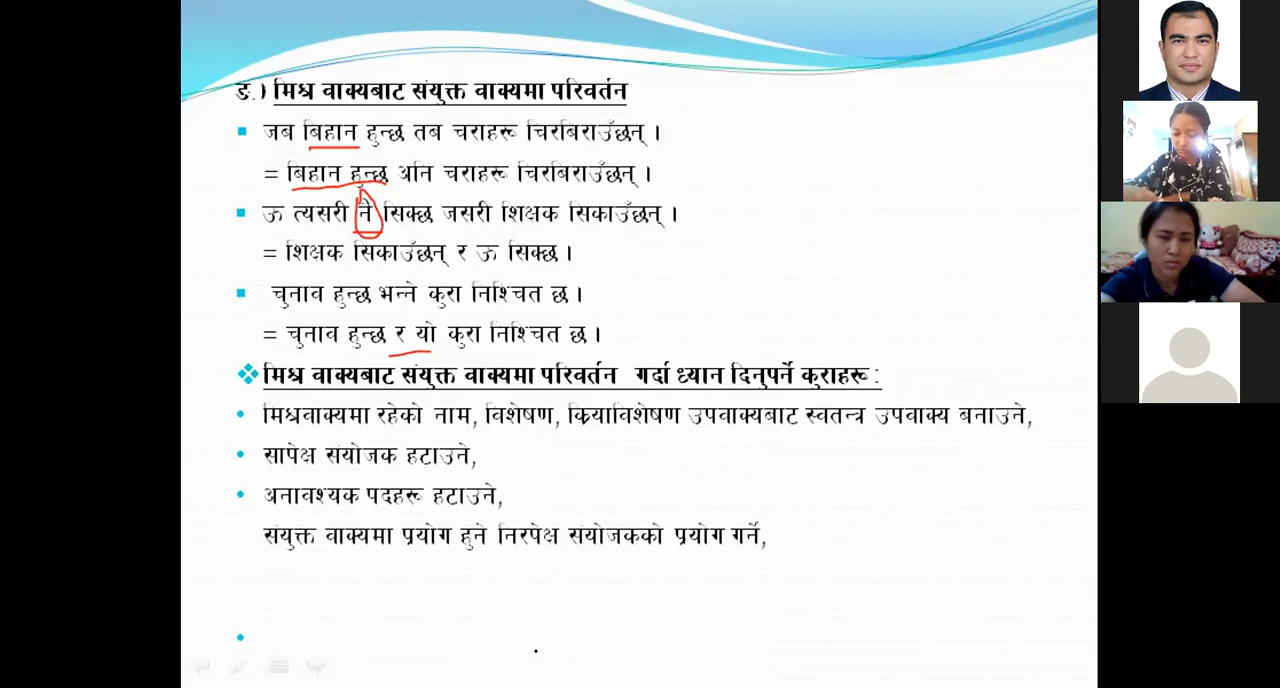 ङ.) मिश्र वाक्यबाट संयुक्त वाक्यमा परिवर्तन
जब बिहान हुन्छ तब चराहरू चिरबिराउँछन् ।
= बिहान हुन्छ अनि चराहरू चिरबिराउँछन् ।
ऊ त्यसरी नै सिक्छ जसरी शिक्षक सिकाउँछन् ।
= शिक्षक सिकाउँछन् र ऊ सिक्छ ।
चुनाव हुन्छ भन्ने कुरा निश्चित छ ।
= चुनाव हुन्छ र यो कुरा निश्चित छ ।
मिश्र वाक्यबाट संयुक्त वाक्यमा परिवर्तन गर्दा ध्यान दिनुपर्ने कुराहरू :
मिश्रवाक्यमा रहेको नाम, विशेषण, क्रियाविशेषण उपवाक्यबाट स्वतन्त्र उपवाक्य बनाउने,
सापेक्ष संयोजक हटाउने,
अनावश्यक पदहरू हटाउने,
संयुक्त वाक्यमा प्रयोग हुने निरपेक्ष संयोजकको प्रयोग गर्ने,